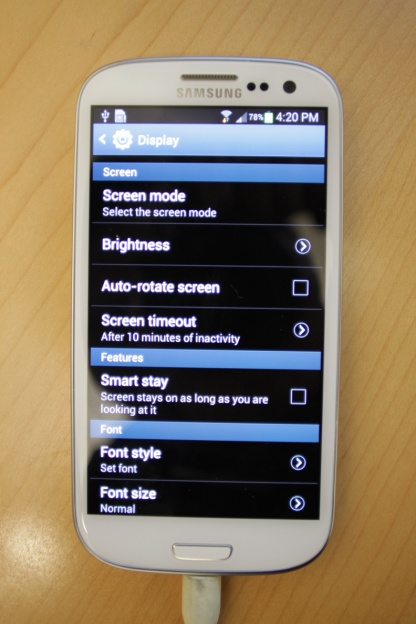 SAMSUNG
78% 4:20 PM
Display
Screen
Screen mode
Select the screen mode
Brightness
Auto-rotate screen
Screen timeout
After 10 minutes of inactivity
Features
Smart stay
Screen stays on as long as you are
looking at it
Font
Font style
Set font
Font size
Normal